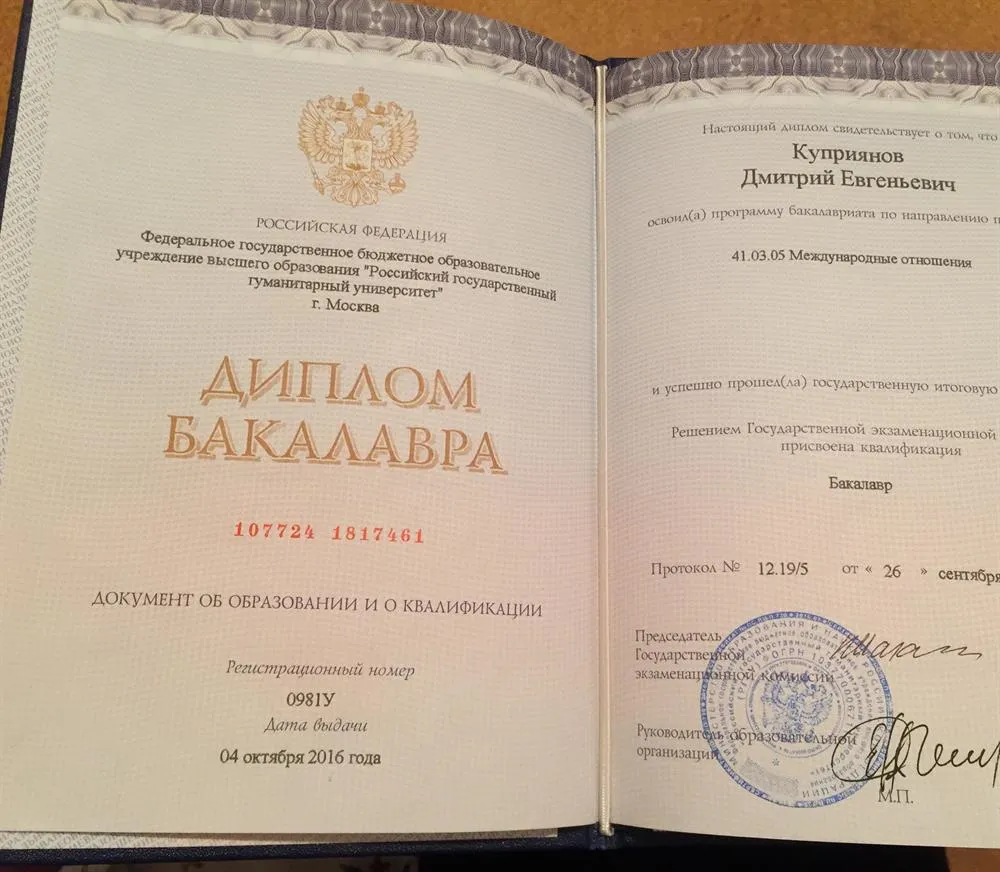 РОССИЙСКАЯ ФЕДЕРАЦИЯ
Федеральное государственное бюджетное образовательное
учреждение высшего образования "Российский государственный
гуманитарный университет"
г. Москва
ДИПЛОМ
БАКАЛАВРА
107724 1817461
ДОКУМЕНТ ОБ ОБРАЗОВАНИИ И О КВАЛИФИКАЦИИ
Регистрационный номер
0981У
Дата выдачи
04 октября 2016 года
Настоящий диплом свидетельствует о том, что
Куприянов
Дмитрий Евгеньевич
освоил(а) программу бакалавриата по направлению п
41.03.05 Международные отношения
и успешно прошел(ла) государственную итоговую
Решением Государственной экзаменационной
присвоена квалификация
Бакалавр
Протокол № 12.19/5 от « 26 » сентября
Председатель
Государственной
экзаменационной комиссии
Руководитель образовательной
организации
М.П.